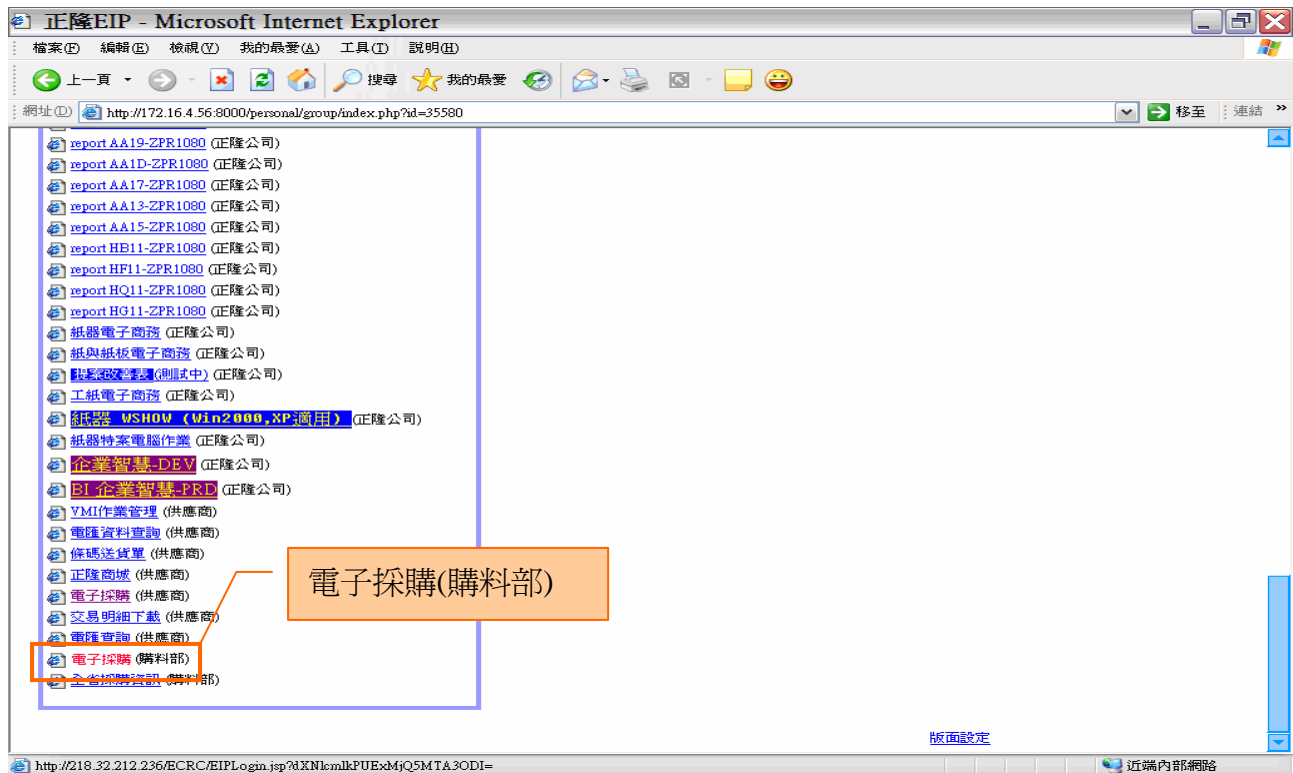 正隆EIP - Microsoft Internet Explorer
檔案(F) 編輯(E) 檢視(V) 我的最愛(A) 工具(T) 說明(H)
上一頁 搜尋 我的最愛
網址(D) http://172.16.4.56:8000/personal/group/index.php?id=35580 移至 連結 »
report AA19-ZPR1080 (正隆公司)
report AA1D-ZPR1080 (正隆公司)
report AA17-ZPR1080 (正隆公司)
report AA13-ZPR1080 (正隆公司)
report AA15-ZPR1080 (正隆公司)
report HB11-ZPR1080 (正隆公司)
report HF11-ZPR1080 (正隆公司)
report HQ11-ZPR1080 (正隆公司)
report HG11-ZPR1080 (正隆公司)
紙器電子商務 (正隆公司)
紙與紙板電子商務 (正隆公司)
提案改善表(測試中) (正隆公司)
工紙電子商務 (正隆公司)
紙器 WSHOW (Win2000,XP適用) (正隆公司)
紙器特案電腦作業 (正隆公司)
企業智慧-DEV (正隆公司)
BI 企業智慧-PRD (正隆公司)
VMI作業管理 (供應商)
電匯資料查詢 (供應商)
條碼送貨單 (供應商)
正隆商城 (供應商)
電子採購 (供應商)
交易明細下載 (供應商)
電匯查詢 (供應商)
電子採購 (購料部)
全省採購資訊 (購料部)
電子採購(購料部)
版面設定
http://218.32.212.236/ECRC/EIPLogin.jsp?dXNlcmlkPUExMjQ5MTA3ODI= 近端內部網路